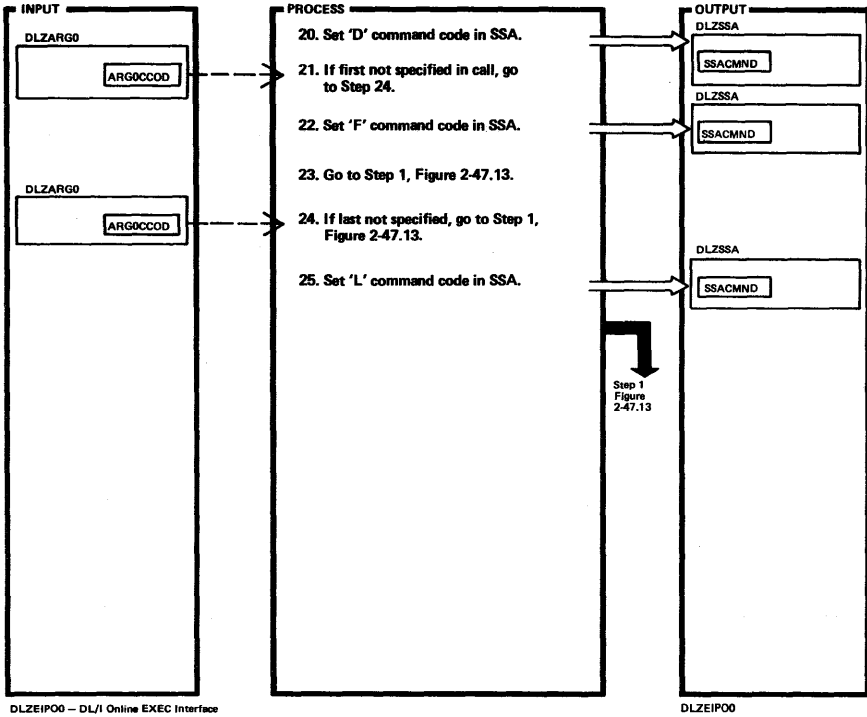 INPUT
DLZARG0
ARG0CCOD
DLZARG0
ARG0CCOD
PROCESS
20. Set 'D' command code in SSA.
21. If first not specified in call, go
to Step 24.
22. Set 'F' command code in SSA.
23. Go to Step 1, Figure 2-47.13.
24. If last not specified, go to Step 1,
Figure 2-47.13.
25. Set 'L' command code in SSA.
Step 1
Figure
2-47.13
OUTPUT
DLZSSA
SSACMND
DLZSSA
SSACMND
DLZSSA
SSACMND
DLZEIPO0 — DL/I Online EXEC Interface
DLZEIPO0